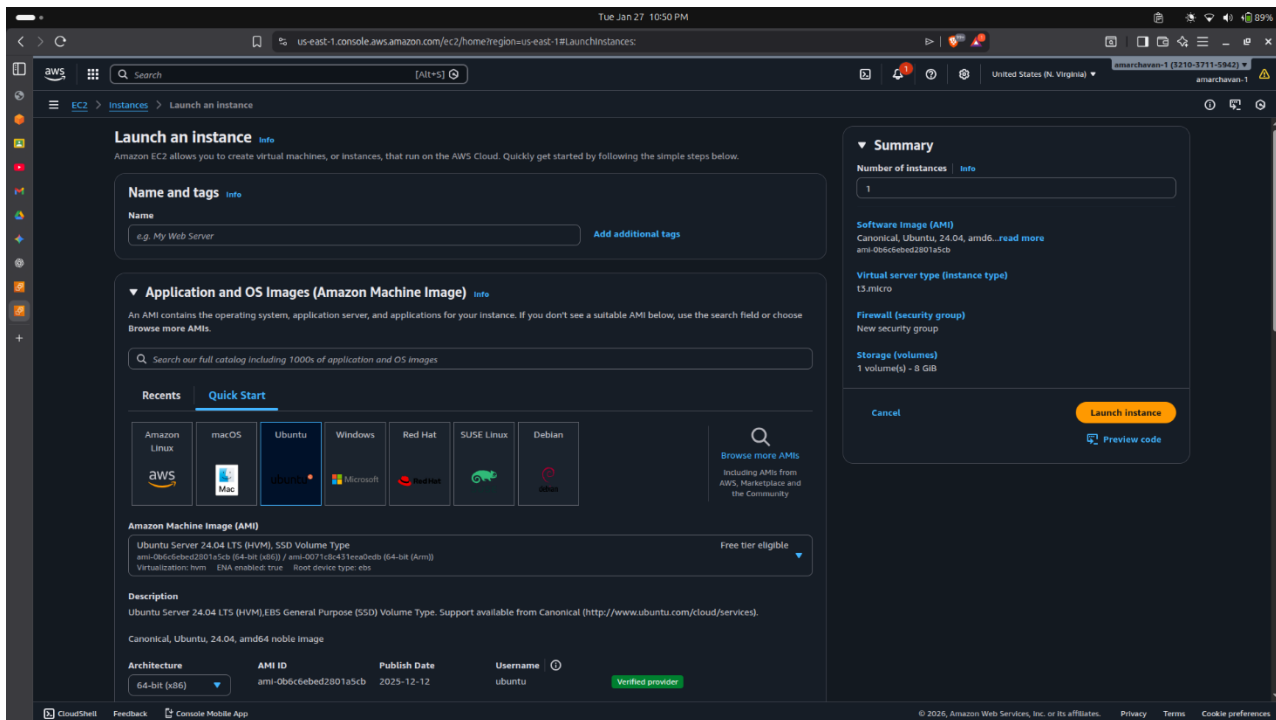 Tue Jan 27 10:50 PM
89%
us-east-1.console.aws.amazon.com/ec2/home?region=us-east-1#LaunchInstances:
aws
Search
[Alt+S]
1
United States (N. Virginia)
amarchavan-1 (3210-3711-5942)
amarchavan-1
EC2 > Instances > Launch an instance
Launch an instance Info
Amazon EC2 allows you to create virtual machines, or instances, that run on the AWS Cloud. Quickly get started by following the simple steps below.
Name and tags Info
Name
e.g. My Web Server
Add additional tags
Application and OS Images (Amazon Machine Image) Info
An AMI contains the operating system, application server, and applications for your instance. If you don't see a suitable AMI below, use the search field or choose
Browse more AMIs.
Search our full catalog including 1000s of application and OS images
Recents
Quick Start
Amazon Linux
aws
macOS
Mac
Ubuntu
ubuntu
Windows
Microsoft
Red Hat
Red Hat
SUSE Linux
Debian
debian
Browse more AMIs
Including AMIs from
AWS, Marketplace and
the Community
Amazon Machine Image (AMI)
Ubuntu Server 24.04 LTS (HVM), SSD Volume Type
Free tier eligible
ami-0b6c6ebed2801a5cb (64-bit (x86)) / ami-0071c8c431eea0edb (64-bit (Arm))
Virtualization: hvm ENA enabled: true Root device type: ebs
Description
Ubuntu Server 24.04 LTS (HVM),EBS General Purpose (SSD) Volume Type. Support available from Canonical (http://www.ubuntu.com/cloud/services).
Canonical, Ubuntu, 24.04, amd64 noble image
Architecture
64-bit (x86)
AMI ID
ami-0b6c6ebed2801a5cb
Publish Date
2025-12-12
Username
ubuntu
Verified provider
Summary
Number of instances Info
1
Software Image (AMI)
Canonical, Ubuntu, 24.04, amd6...read more
ami-0b6c6ebed2801a5cb
Virtual server type (instance type)
t3.micro
Firewall (security group)
New security group
Storage (volumes)
1 volume(s) - 8 GiB
Cancel
Launch instance
Preview code
CloudShell
Feedback
Console Mobile App
© 2026, Amazon Web Services, Inc. or its affiliates.
Privacy
Terms
Cookie preferences